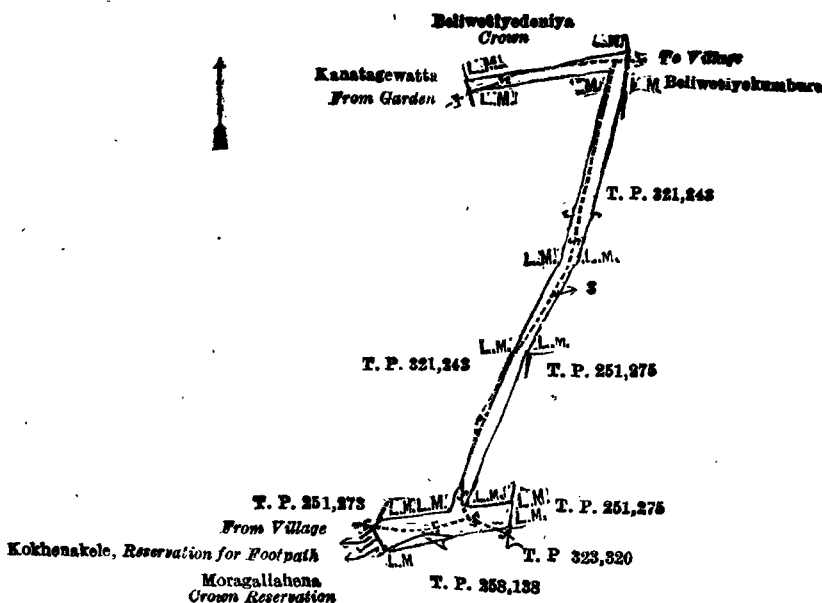 Beliwetiyedeniya
Crown
L.M.
To Village
L.M.
Kanatagewatta
From Garden
L.M.
L.M.
L.M. Beliwetiyekumbura
T. P. 321,243
L.M. L.M.
3
L.M. L.M.
T. P. 321,243
T. P. 251,275
T. P. 251,273
L.M. L.M. L.M. L.M.
T. P. 251,275
L.M.
From Village
Kokhenakele, Reservation for Footpath
L.M
T. P 323,320
Moragallahena
Crown Reservation
T. P. 258,138